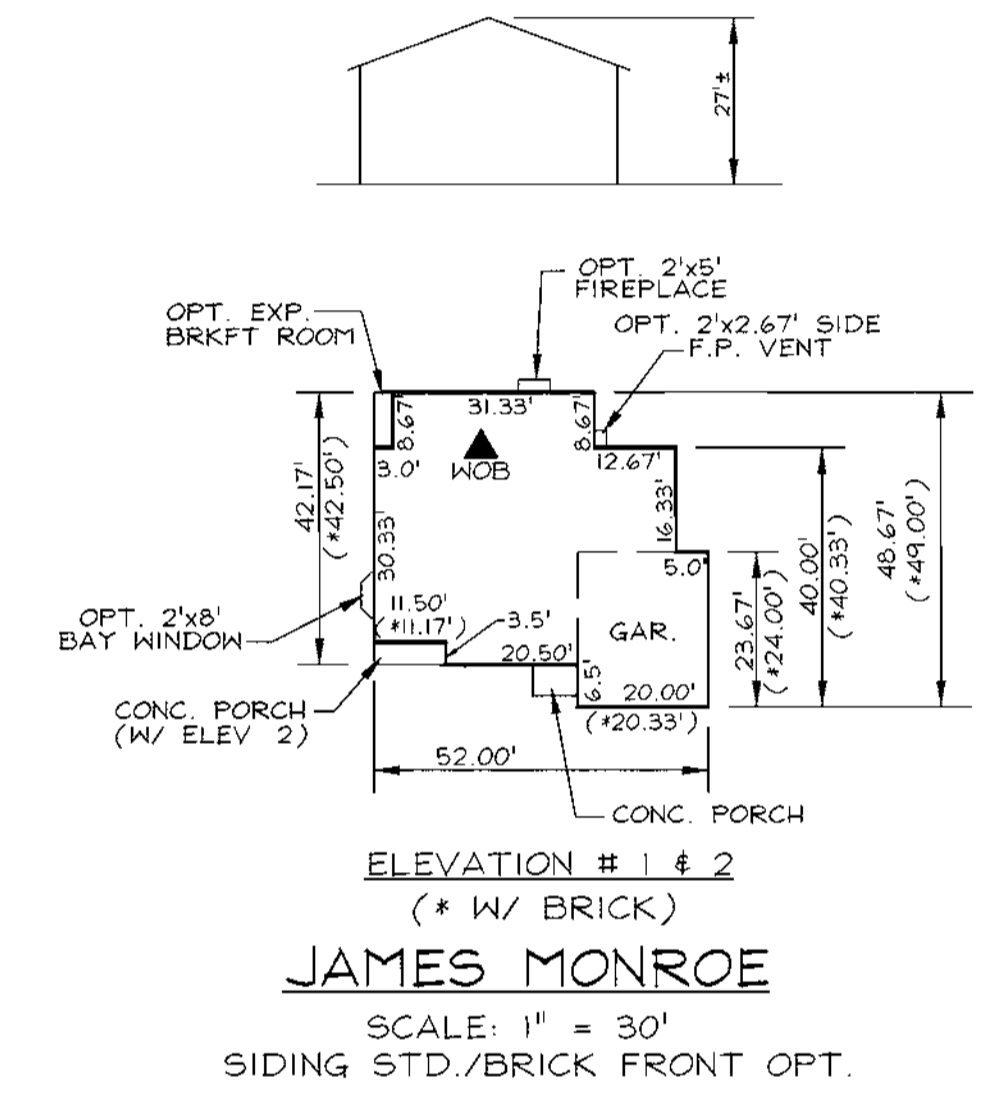 27'±
OPT. 2'x5'
FIREPLACE
OPT. EXP.
BRKFT ROOM
OPT. 2'x2.67' SIDE
F.P. VENT
31.33'
8.67'
8.67'
3.0'
WOB
12.67'
42.17'
(*42.50')
30.33'
16.33'
5.0'
48.67'
(*49.00')
40.00'
(*40.33')
23.67'
(*24.00')
OPT. 2'x8'
BAY WINDOW
11.50'
(*11.17')
3.5'
GAR.
20.50'
6.5'
20.00'
(*20.33')
CONC. PORCH
(W/ ELEV 2)
52.00'
CONC. PORCH
ELEVATION # 1 & 2
(* W/ BRICK)
JAMES MONROE
SCALE: 1" = 30'
SIDING STD./BRICK FRONT OPT.